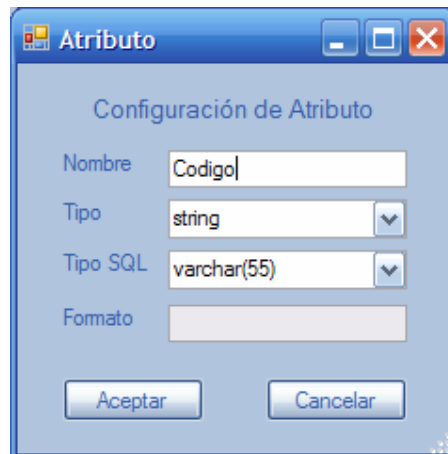 Atributo
Configuración de Atributo
Nombre Codigo
Tipo string
Tipo SQL varchar(55)
Formato
Aceptar Cancelar